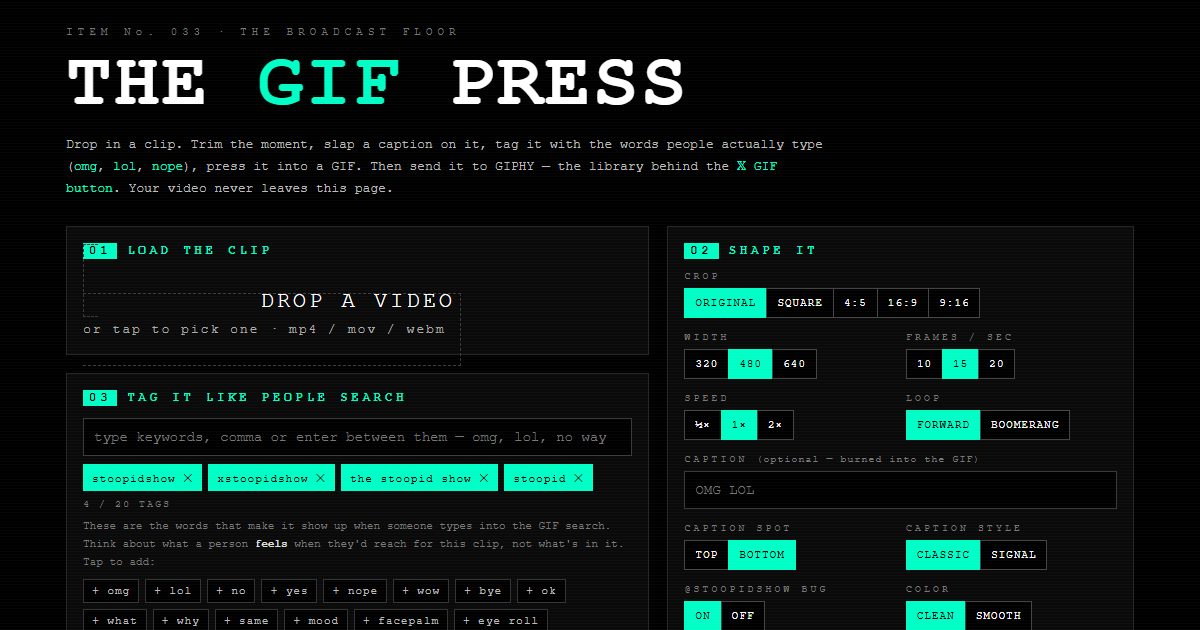 ITEM No. 033 · THE BROADCAST FLOOR
THE GIF PRESS
Drop in a clip. Trim the moment, slap a caption on it, tag it with the words people actually type
(omg, lol, nope), press it into a GIF. Then send it to GIPHY — the library behind the 𝕏 GIF
button. Your video never leaves this page.
01 LOAD THE CLIP
DROP A VIDEO
or tap to pick one · mp4 / mov / webm
03 TAG IT LIKE PEOPLE SEARCH
type keywords, comma or enter between them — omg, lol, no way
stoopidshow × xstoopidshow × the stoopid show × stoopid ×
4 / 20 TAGS
These are the words that make it show up when someone types into the GIF search.
Think about what a person feels when they'd reach for this clip, not what's in it.
Tap to add:
+ omg + lol + no + yes + nope + wow + bye + ok
+ what + why + same + mood + facepalm + eye roll
02 SHAPE IT
CROP
ORIGINAL SQUARE 4:5 16:9 9:16
WIDTH FRAMES / SEC
320 480 640 10 15 20
SPEED LOOP
½× 1× 2× FORWARD BOOMERANG
CAPTION (optional — burned into the GIF)
OMG LOL
CAPTION SPOT CAPTION STYLE
TOP BOTTOM CLASSIC SIGNAL
@STOOPIDSHOW BUG COLOR
ON OFF CLEAN SMOOTH